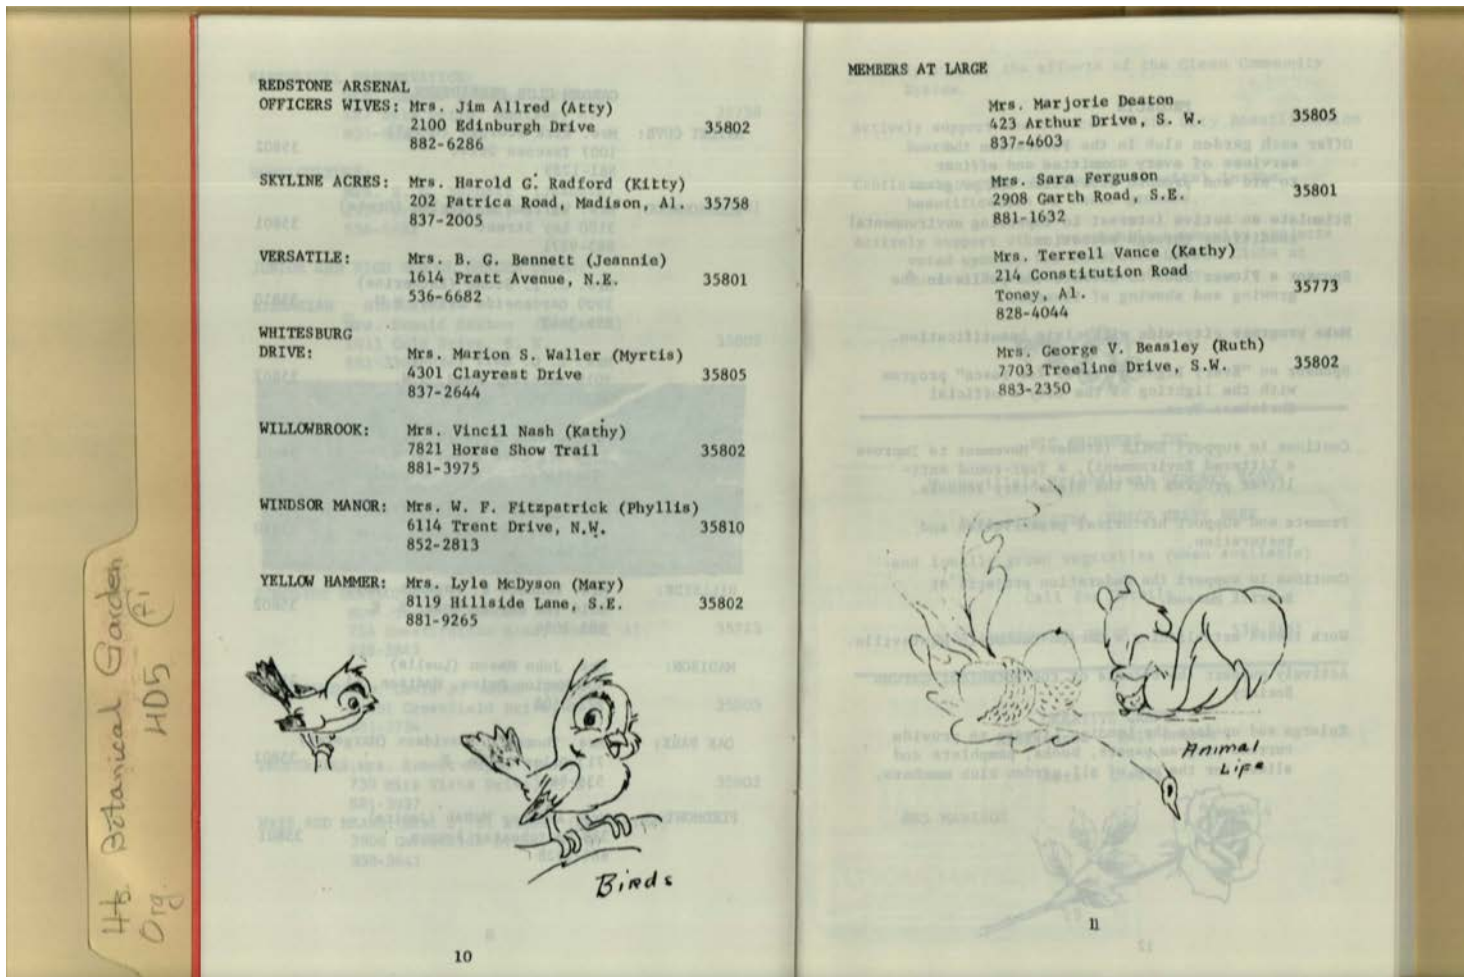 Hts. Botanical Garden
Org. HD5
REDSTONE ARSENAL
OFFICERS WIVES: Mrs. Jim Allred (Atty)
2100 Edinburgh Drive 35802
882-6286
SKYLINE ACRES: Mrs. Harold G. Radford (Kitty)
202 Patrica Road, Madison, Al. 35758
837-2005
VERSATILE: Mrs. B. G. Bennett (Jeannie)
1614 Pratt Avenue, N.E. 35801
536-6682
WHITESBURG
DRIVE: Mrs. Marion S. Waller (Myrtis)
4301 Clayrest Drive 35805
837-2644
WILLOWBROOK: Mrs. Vincil Nash (Kathy)
7821 Horse Show Trail 35802
881-3975
WINDSOR MANOR: Mrs. W. F. Fitzpatrick (Phyllis)
6114 Trent Drive, N.W. 35810
852-2813
YELLOW HAMMER: Mrs. Lyle McDyson (Mary)
8119 Hillside Lane, S.E. 35802
881-9265
Birds
10
MEMBERS AT LARGE
Mrs. Marjorie Deaton
423 Arthur Drive, S. W. 35805
837-4603
Mrs. Sara Ferguson
2908 Garth Road, S.E. 35801
881-1632
Mrs. Terrell Vance (Kathy)
214 Constitution Road
Toney, Al. 35773
828-4044
Mrs. George V. Beasley (Ruth)
7703 Treeline Drive, S.W. 35802
883-2350
Animal
Life
11